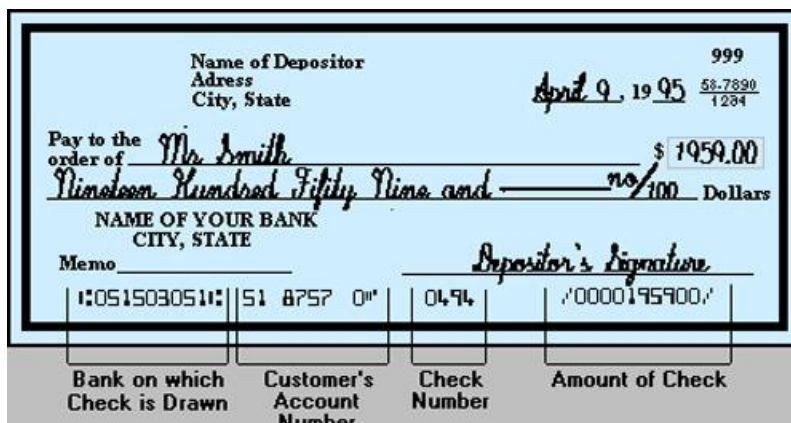 999
Name of Depositor
Adress
City, State
April 9, 19 95 58-7890
1234
Pay to the
order of Mr Smith $ 1959.00
Nineteen Hundred Fifity Nine and no/100 Dollars
NAME OF YOUR BANK
CITY, STATE
Memo Depositor's Signature
⑆051503051⑆ 51 8757 0⑈ 0494 ⑇0000195900⑇
Bank on which Customer's Check Amount of Check
Check is Drawn Account Number
Number